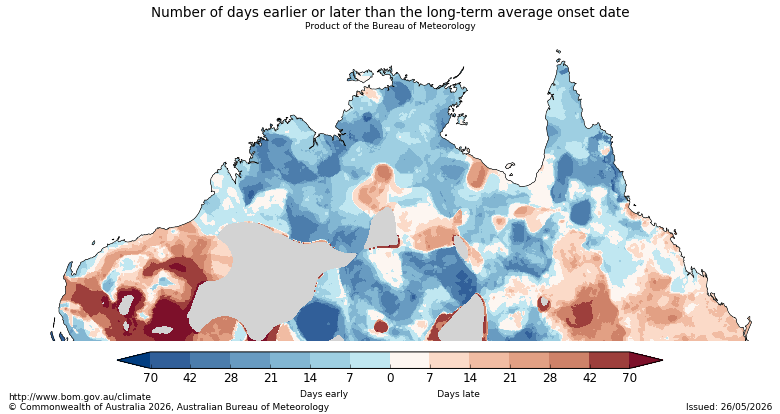 Number of days earlier or later than the long-term average onset date
Product of the Bureau of Meteorology
70 42 28 21 14 7 0 7 14 21 28 42 70
Days early Days late
http://www.bom.gov.au/climate
© Commonwealth of Australia 2026, Australian Bureau of Meteorology Issued: 26/05/2026